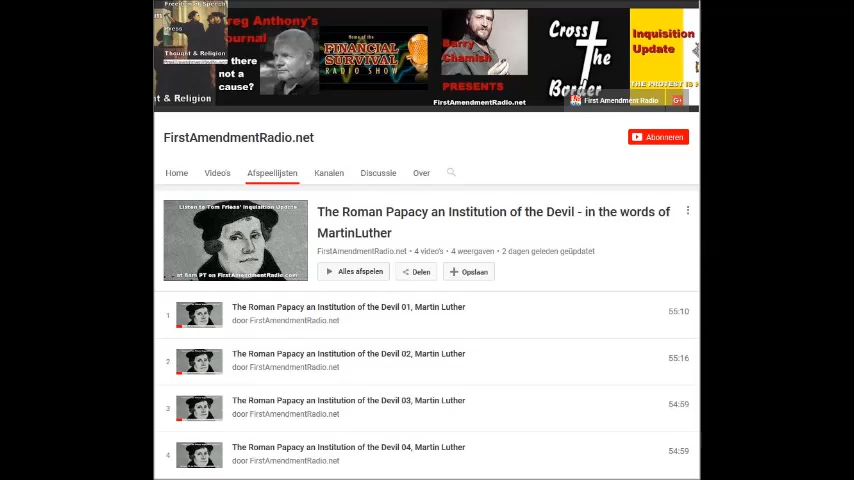 Freedom of Speech
Press
Thought & Religion
t & Religion
reg Anthony's
ournal
there
not a
cause?
Home of the
FINANCIAL
SURVIVAL
RADIO SHOW
Barry
Chamish
PRESENTS
FirstAmendmentRadio.net
Cross
The
Border
Inquisition
Update
THE PROTEST is N
First Amendment Radio
G+
FirstAmendmentRadio.net
Abonneren
Home Video's Afspeellijsten Kanalen Discussie Over
Listen to Tom Friess' Inquisition Update
at 8am PT on FirstAmendmentRadio.com
The Roman Papacy an Institution of the Devil - in the words of
MartinLuther
FirstAmendmentRadio.net • 4 video's • 4 weergaven • 2 dagen geleden geüpdatet
Alles afspelen Delen Opslaan
1 The Roman Papacy an Institution of the Devil 01, Martin Luther 55:10
door FirstAmendmentRadio.net
2 The Roman Papacy an Institution of the Devil 02, Martin Luther 55:16
door FirstAmendmentRadio.net
3 The Roman Papacy an Institution of the Devil 03, Martin Luther 54:59
door FirstAmendmentRadio.net
4 The Roman Papacy an Institution of the Devil 04, Martin Luther 54:59
door FirstAmendmentRadio.net